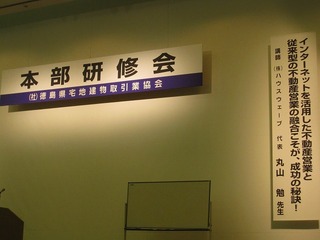 本部研修会
(社)徳島県宅地建物取引業協会
インターネットを活用した不動産営業と
従来型の不動産営業の融合こそが、成功の秘訣!
講師 (株)ハウスウェーブ 代表 丸山 勉 先生